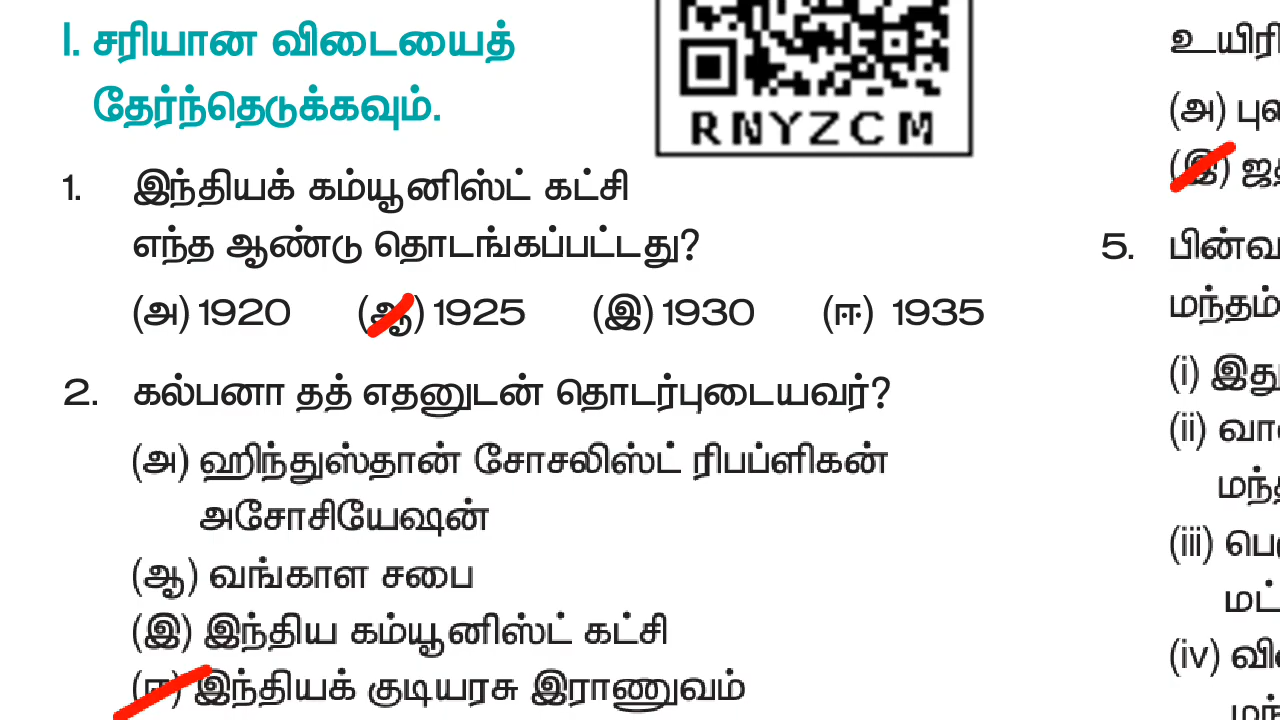 I. சரியான விடையைத்
தேர்ந்தெடுக்கவும்.
RNYZCM
1. இந்தியக் கம்யூனிஸ்ட் கட்சி
எந்த ஆண்டு தொடங்கப்பட்டது?
(அ) 1920 (ஆ) 1925 (இ) 1930 (ஈ) 1935
2. கல்பனா தத் எதனுடன் தொடர்புடையவர்?
(அ) ஹிந்துஸ்தான் சோசலிஸ்ட் ரிபப்ளிகன்
அசோசியேஷன்
(ஆ) வங்காள சபை
(இ) இந்திய கம்யூனிஸ்ட் கட்சி
(ஈ) இந்தியக் குடியரசு இராணுவம்
(அ)
(இ)
5.
(i)
(ii)
(iii)
(iv)